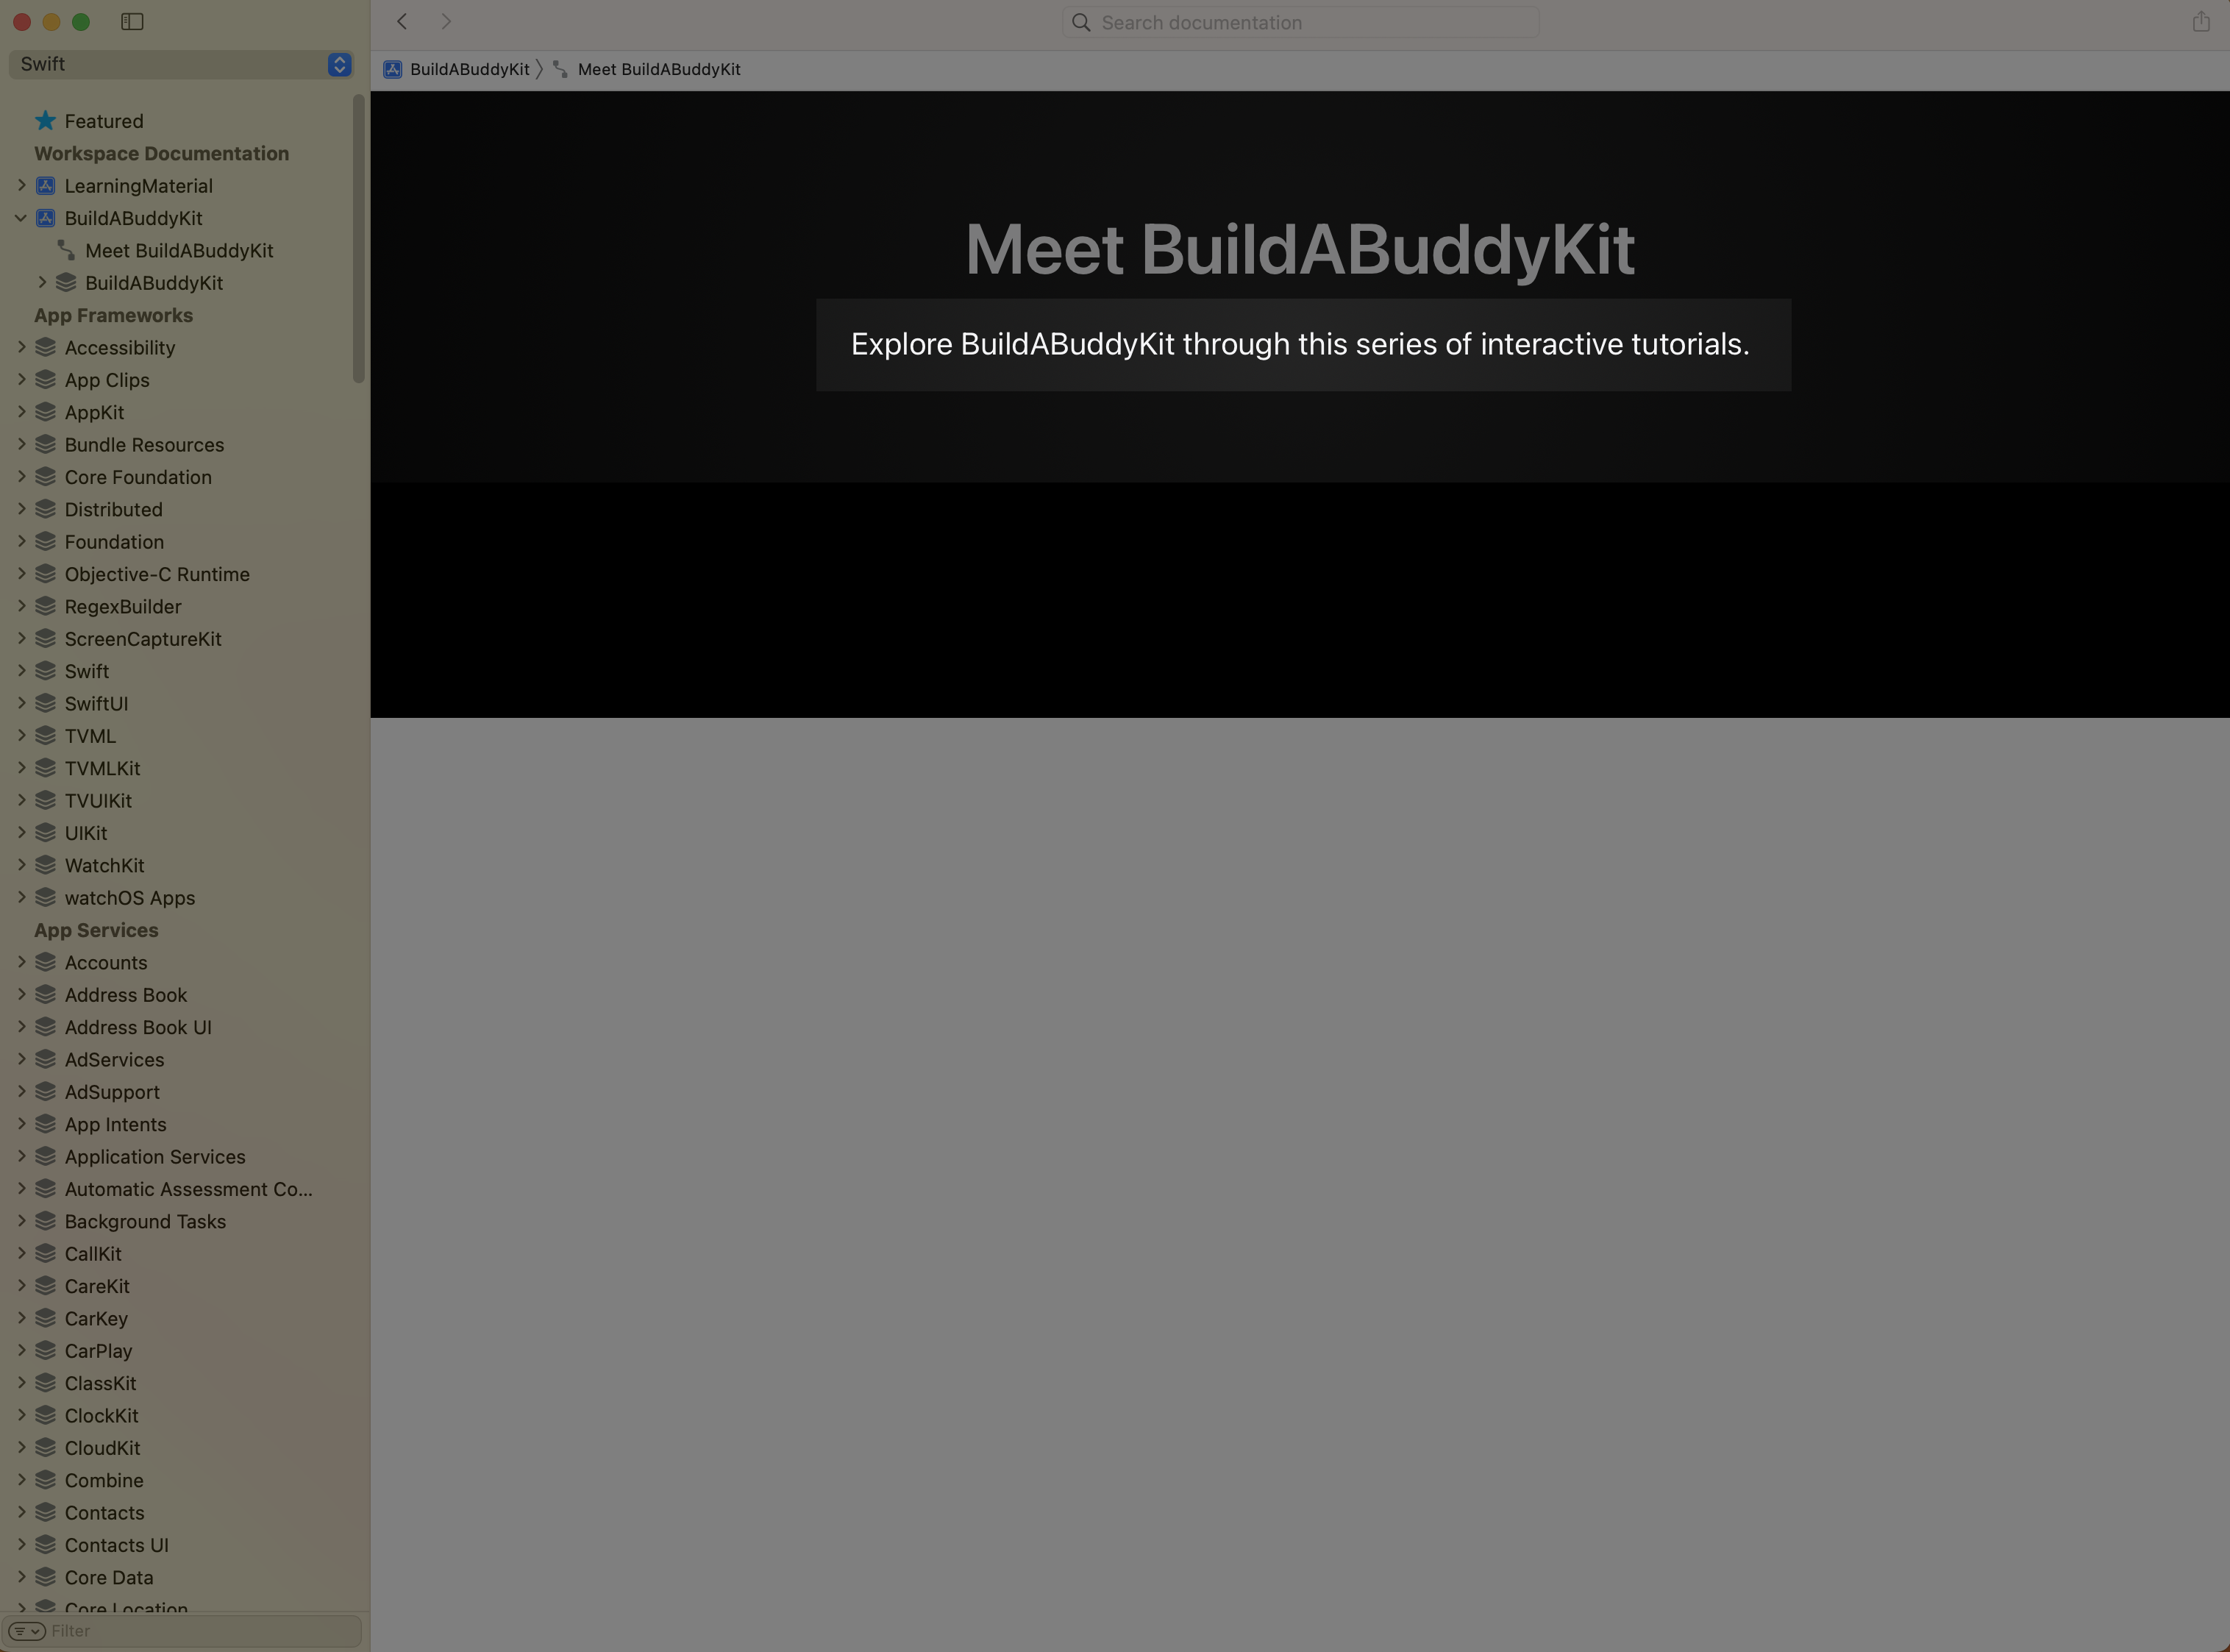 Swift
Featured
Workspace Documentation
LearningMaterial
BuildABuddyKit
Meet BuildABuddyKit
BuildABuddyKit
App Frameworks
Accessibility
App Clips
AppKit
Bundle Resources
Core Foundation
Distributed
Foundation
Objective-C Runtime
RegexBuilder
ScreenCaptureKit
Swift
SwiftUI
TVML
TVMLKit
TVUIKit
UIKit
WatchKit
watchOS Apps
App Services
Accounts
Address Book
Address Book UI
AdServices
AdSupport
App Intents
Application Services
Automatic Assessment Co...
Background Tasks
CallKit
CareKit
CarKey
CarPlay
ClassKit
ClockKit
CloudKit
Combine
Contacts
Contacts UI
Core Data
Core Location
Filter
Search documentation
BuildABuddyKit 〉 Meet BuildABuddyKit
Meet BuildABuddyKit
Explore BuildABuddyKit through this series of interactive tutorials.